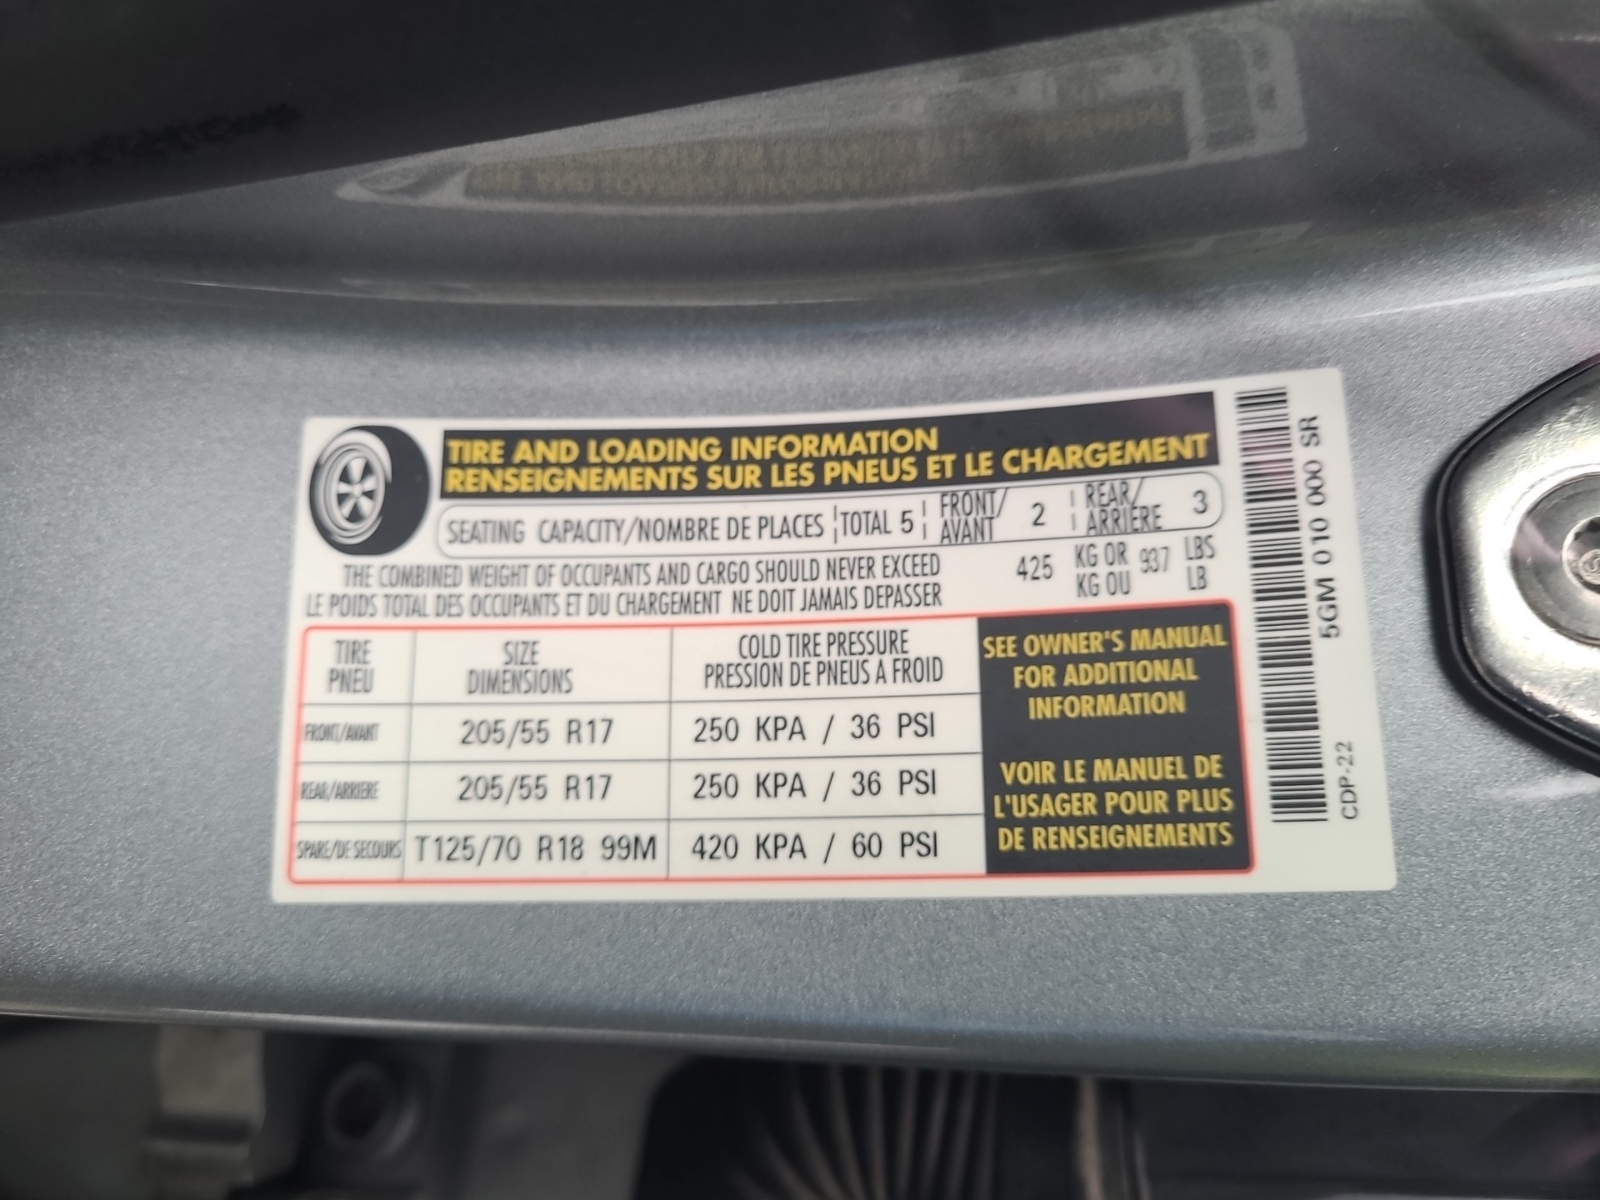 TIRE AND LOADING INFORMATION
RENSEIGNEMENTS SUR LES PNEUS ET LE CHARGEMENT
SEATING CAPACITY/NOMBRE DE PLACES TOTAL 5 FRONT/AVANT 2 REAR/ARRIÈRE 3
THE COMBINED WEIGHT OF OCCUPANTS AND CARGO SHOULD NEVER EXCEED 425 KG OR 937 LBS
LE POIDS TOTAL DES OCCUPANTS ET DU CHARGEMENT NE DOIT JAMAIS DEPASSER KG OU LB
TIRE SIZE COLD TIRE PRESSURE
PNEU DIMENSIONS PRESSION DE PNEUS A FROID
FRONT/AVANT 205/55 R17 250 KPA / 36 PSI
REAR/ARRIERE 205/55 R17 250 KPA / 36 PSI
SPARE/DE SECOURS T125/70 R18 99M 420 KPA / 60 PSI
SEE OWNER'S MANUAL
FOR ADDITIONAL
INFORMATION
VOIR LE MANUEL DE
L'USAGER POUR PLUS
DE RENSEIGNEMENTS
5GM 010 000 SR
CDP-22